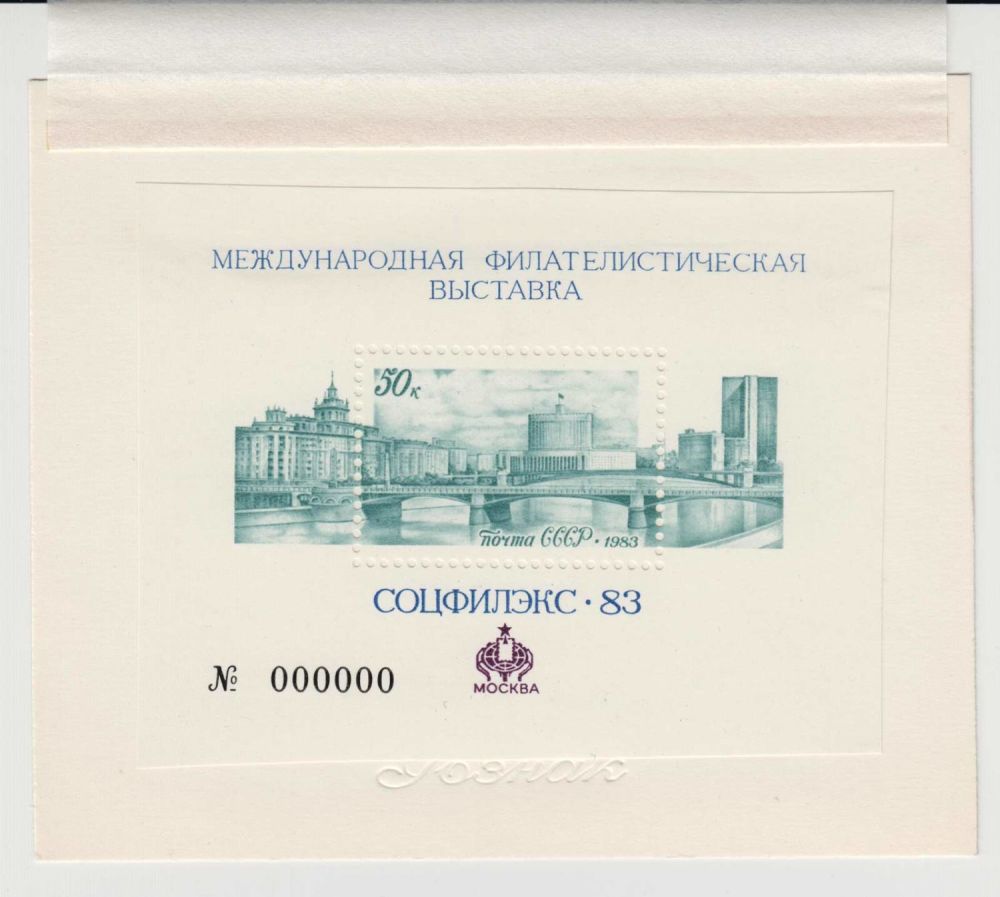 МЕЖДУНАРОДНАЯ ФИЛАТЕЛИСТИЧЕСКАЯ
ВЫСТАВКА
50к
почта СССР • 1983
СОЦФИЛЭКС • 83
МОСКВА
№ 000000
Гознак